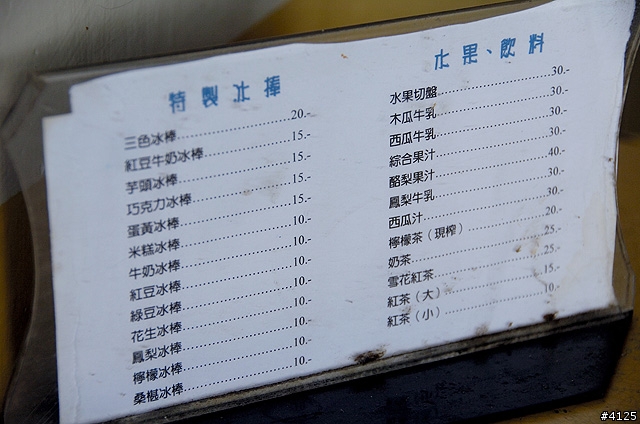 特製冰棒
三色冰棒........................20.-
紅豆牛奶冰棒....................15.-
芋頭冰棒........................15.-
巧克力冰棒......................15.-
蛋黃冰棒........................15.-
米糕冰棒........................10.-
牛奶冰棒........................10.-
紅豆冰棒........................10.-
綠豆冰棒........................10.-
花生冰棒........................10.-
鳳梨冰棒........................10.-
檸檬冰棒........................10.-
桑椹冰棒........................10.-
水果、飲料
水果切盤........................30.-
木瓜牛乳........................30.-
西瓜牛乳........................30.-
綜合果汁........................30.-
酪梨果汁........................40.-
鳳梨牛乳........................30.-
西瓜汁..........................30.-
檸檬茶（現榨）..................20.-
奶茶............................25.-
雪花紅茶........................25.-
紅茶（大）......................15.-
紅茶（小）......................10.-
#4125